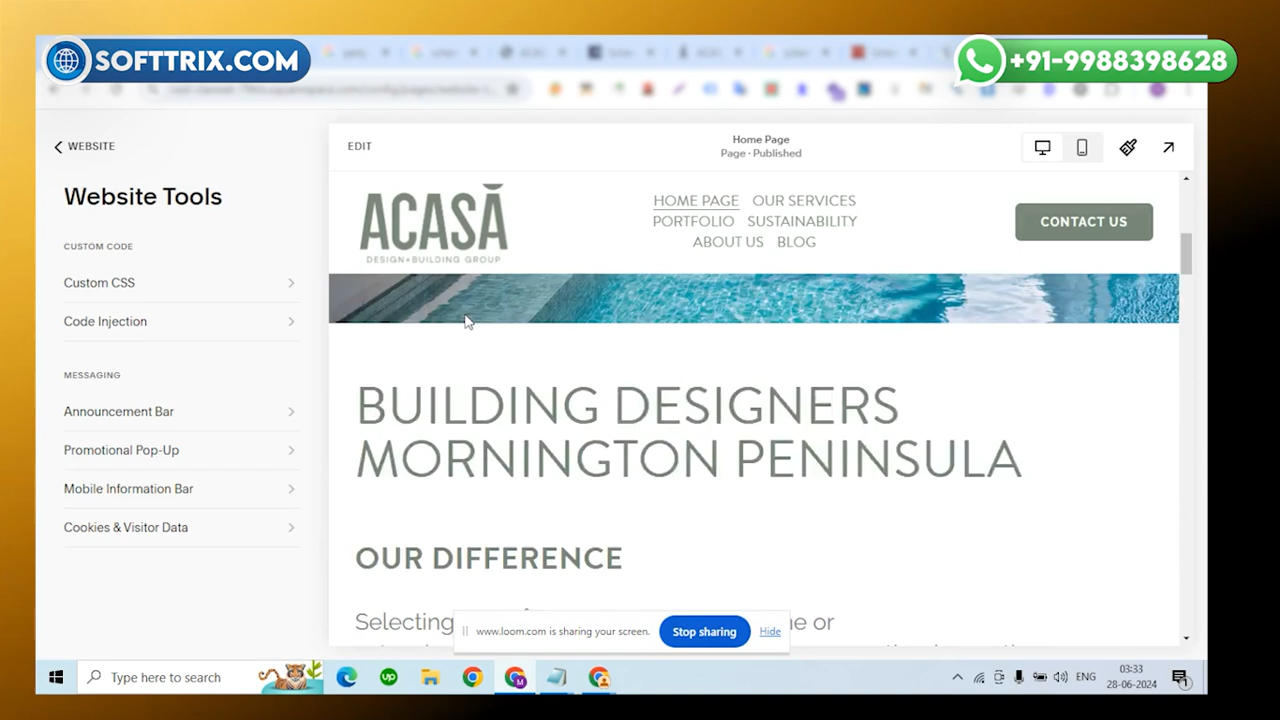 SOFTTRIX.COM
+91-9988398628
WEBSITE
Website Tools
CUSTOM CODE
Custom CSS
Code Injection
MESSAGING
Announcement Bar
Promotional Pop-Up
Mobile Information Bar
Cookies & Visitor Data
EDIT
Home Page
Page · Published
ACASĂ
DESIGN+BUILDING GROUP
HOME PAGE OUR SERVICES
PORTFOLIO SUSTAINABILITY
ABOUT US BLOG
CONTACT US
BUILDING DESIGNERS
MORNINGTON PENINSULA
OUR DIFFERENCE
Selecting
or
www.loom.com is sharing your screen.
Stop sharing
Hide
Type here to search
ENG
03:33
28-06-2024